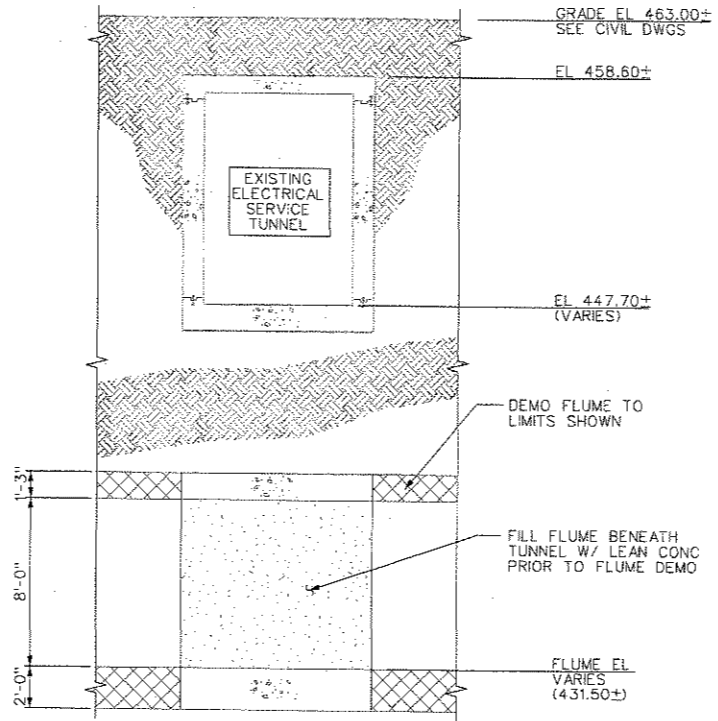 GRADE EL 463.00±
SEE CIVIL DWGS
EL 458.60±
EXISTING
ELECTRICAL
SERVICE
TUNNEL
EL 447.70±
(VARIES)
DEMO FLUME TO
LIMITS SHOWN
1'-3"
FILL FLUME BENEATH
TUNNEL W/ LEAN CONC
PRIOR TO FLUME DEMO
8'-0"
FLUME EL
VARIES
(431.50±)
2'-0"